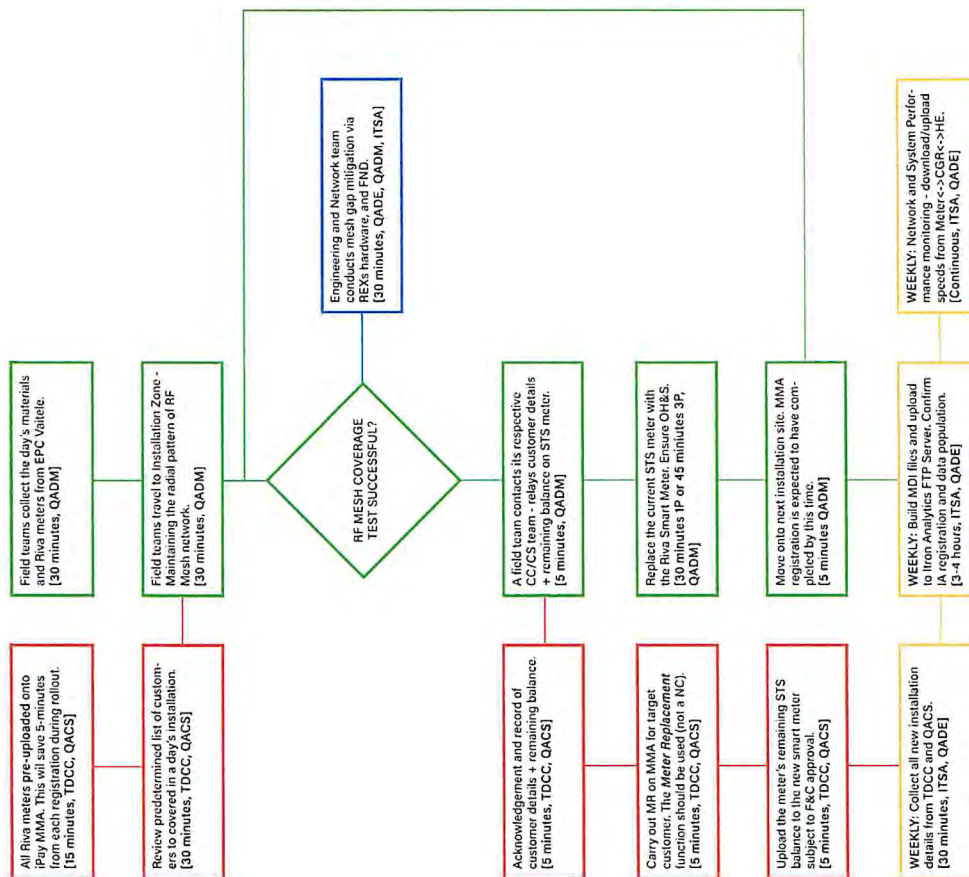 All Riva meters pre-uploaded onto
iPay MMA. This will save 5-minutes
from each registration during rollout.
[15 minutes, TDCC, QACS]
Field teams collect the day's materials
and Riva meters from EPC Vaitele.
[30 minutes, QADM]
Review predetermined list of custom-
ers to covered in a day's installation.
[30 minutes, TDCC, QACS]
Field teams travel to Installation Zone -
Maintaining the radial pattern of RF
Mesh network.
[30 minutes, QADM]
RF MESH COVERAGE
TEST SUCCESSFUL?
Engineering and Network team
conducts mesh gap mitigation via
REXs hardware, and FND.
[30 minutes, QADE, QADM, ITSA]
Acknowledgement and record of
customer details + remaining balance.
[5 minutes, TDCC, QACS]
A field team contacts its respective
CC/CS team - relays customer details
+ remaining balance on STS meter.
[5 minutes, QADM]
Carry out MR on MMA for target
customer. The Meter Replacement
function should be used (not a NC).
[5 minutes, TDCC, QACS]
Replace the current STS meter with
the Riva Smart Meter. Ensure OH&S.
[30 minutes 1P or 45 miniutes 3P,
QADM]
Upload the meter's remaining STS
balance to the new smart meter
subject to F&C approval.
[5 minutes, TDCC, QACS]
Move onto next installation site. MMA
registration is expected to have com-
pleted by this time.
[5 minutes QADM]
WEEKLY: Collect all new installation
details from TDCC and QACS.
[30 minutes, ITSA, QADE]
WEEKLY: Build MDI files and upload
to Itron Analytics FTP Server. Confirm
IA registration and data population.
[3-4 hours, ITSA, QADE]
WEEKLY: Network and System Perfor-
mance monitoring - download/upload
speeds from Meter<->CGR<->HE.
[Continuous, ITSA, QADE]